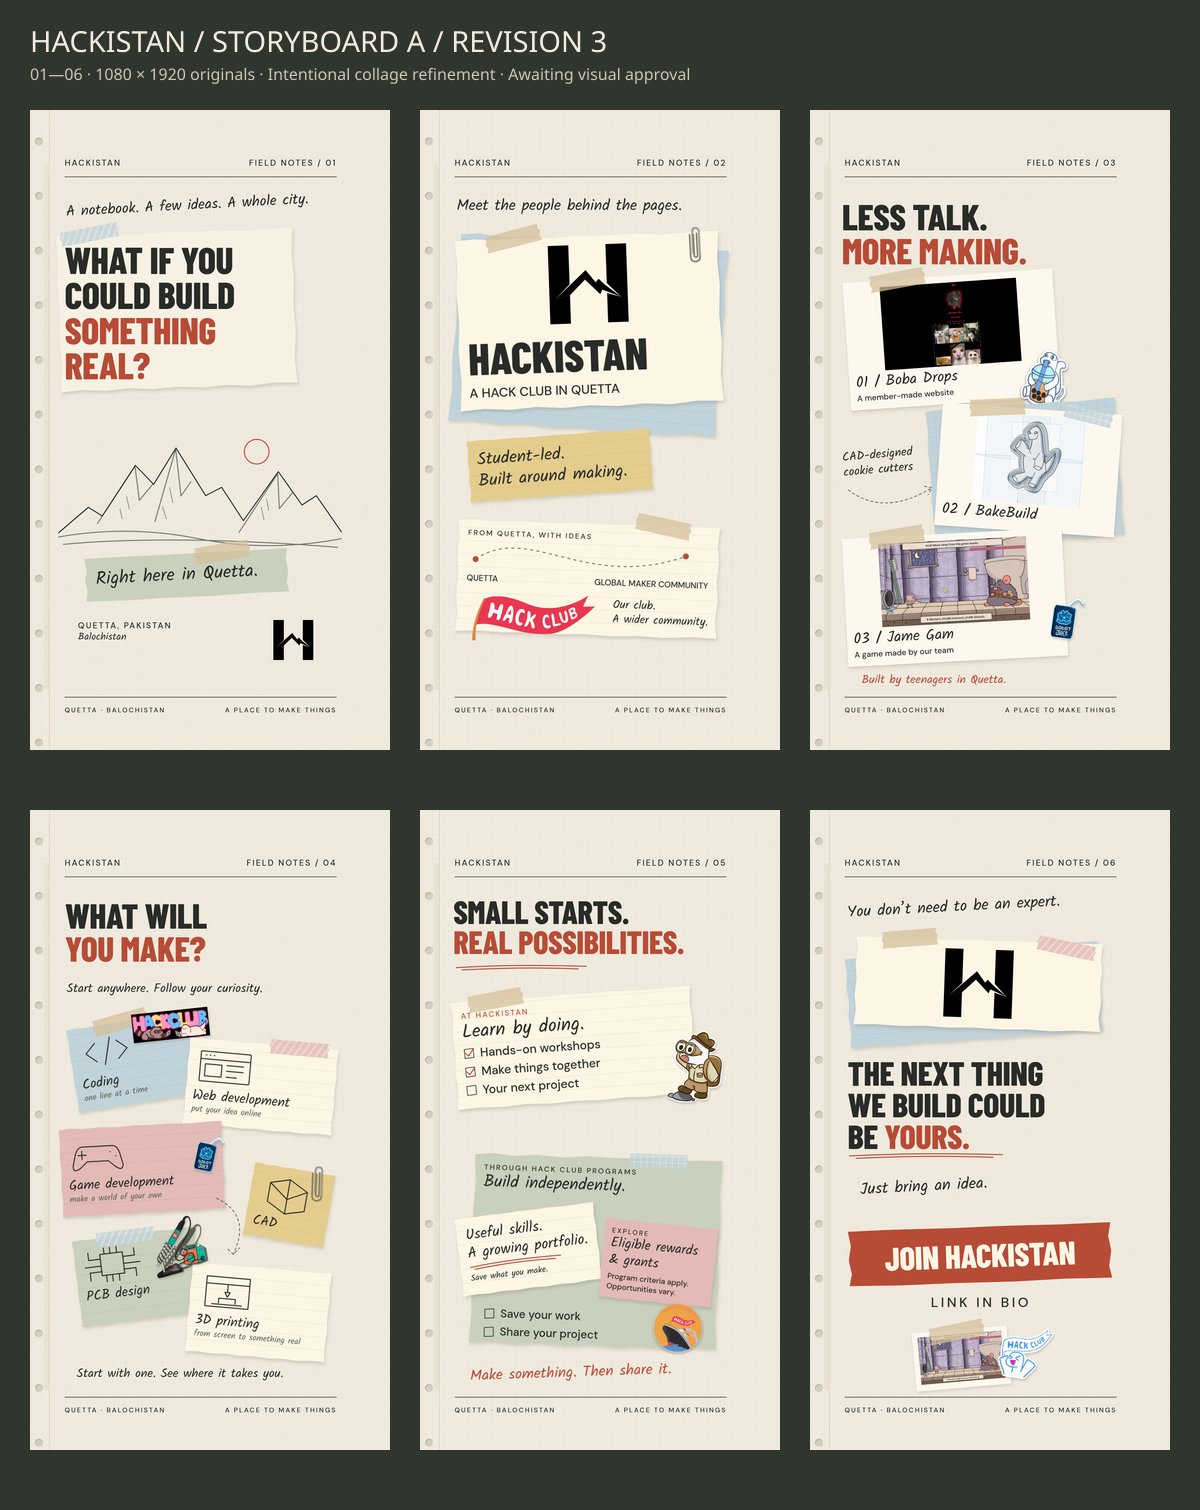 HACKISTAN / STORYBOARD A / REVISION 3
01—06 · 1080 × 1920 originals · Intentional collage refinement · Awaiting visual approval
HACKISTAN
FIELD NOTES / 01
A notebook. A few ideas. A whole city.
WHAT IF YOU
COULD BUILD
SOMETHING
REAL?
Right here in Quetta.
QUETTA, PAKISTAN
Balochistan
QUETTA · BALOCHISTAN
A PLACE TO MAKE THINGS
HACKISTAN
FIELD NOTES / 02
Meet the people behind the pages.
HACKISTAN
A HACK CLUB IN QUETTA
Student-led.
Built around making.
FROM QUETTA, WITH IDEAS
QUETTA
GLOBAL MAKER COMMUNITY
HACK CLUB
Our club.
A wider community.
QUETTA · BALOCHISTAN
A PLACE TO MAKE THINGS
HACKISTAN
FIELD NOTES / 03
LESS TALK.
MORE MAKING.
01 / Boba Drops
A member-made website
CAD-designed
cookie cutters
02 / BakeBuild
03 / Jame Gam
A game made by our team
Built by teenagers in Quetta.
QUETTA · BALOCHISTAN
A PLACE TO MAKE THINGS
HACKISTAN
FIELD NOTES / 04
WHAT WILL
YOU MAKE?
Start anywhere. Follow your curiosity.
HACKCLUB
Coding
one line at a time
Web development
put your idea online
Game development
make a world of your own
CAD
PCB design
3D printing
from screen to something real
Start with one. See where it takes you.
QUETTA · BALOCHISTAN
A PLACE TO MAKE THINGS
HACKISTAN
FIELD NOTES / 05
SMALL STARTS.
REAL POSSIBILITIES.
AT HACKISTAN
Learn by doing.
Hands-on workshops
Make things together
Your next project
THROUGH HACK CLUB PROGRAMS
Build independently.
Useful skills.
A growing portfolio.
Save what you make.
EXPLORE
Eligible rewards
& grants
Program criteria apply.
Opportunities vary.
Save your work
Share your project
Make something. Then share it.
QUETTA · BALOCHISTAN
A PLACE TO MAKE THINGS
HACKISTAN
FIELD NOTES / 06
You don't need to be an expert.
THE NEXT THING
WE BUILD COULD
BE YOURS.
Just bring an idea.
JOIN HACKISTAN
LINK IN BIO
HACK CLUB
QUETTA · BALOCHISTAN
A PLACE TO MAKE THINGS